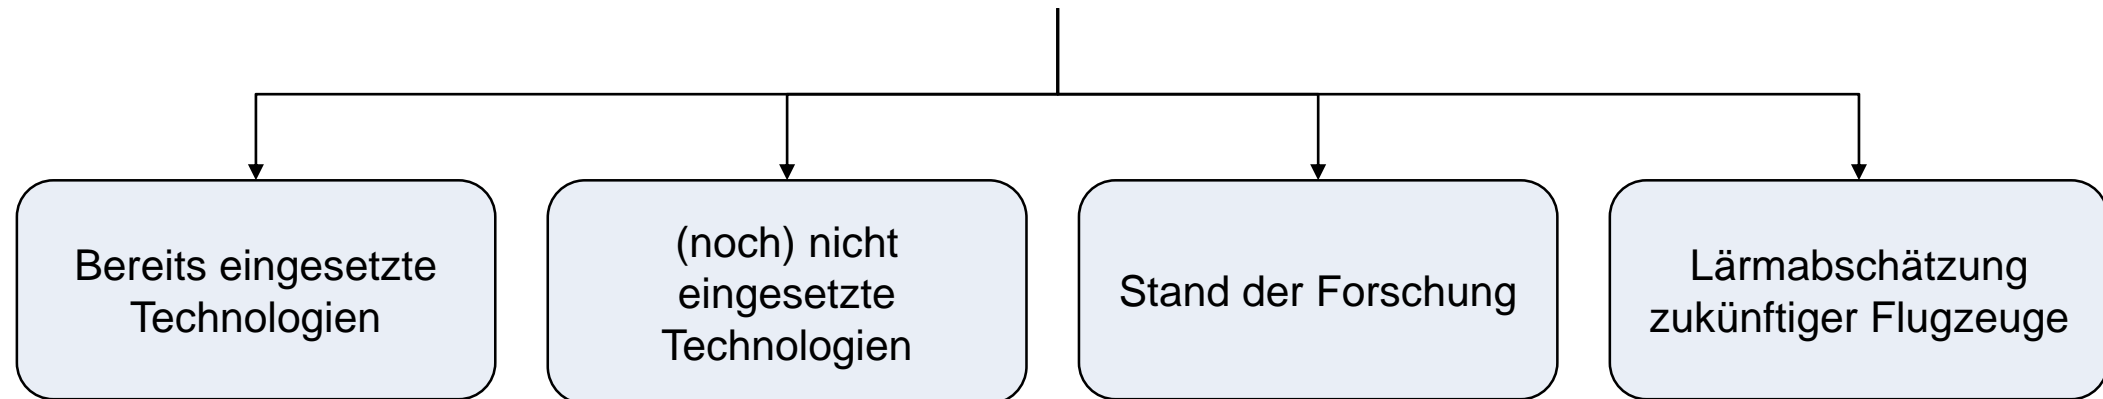 Bereits eingesetzte
Technologien
(noch) nicht
eingesetzte
Technologien
Stand der Forschung
Lärmabschätzung
zukünftiger Flugzeuge